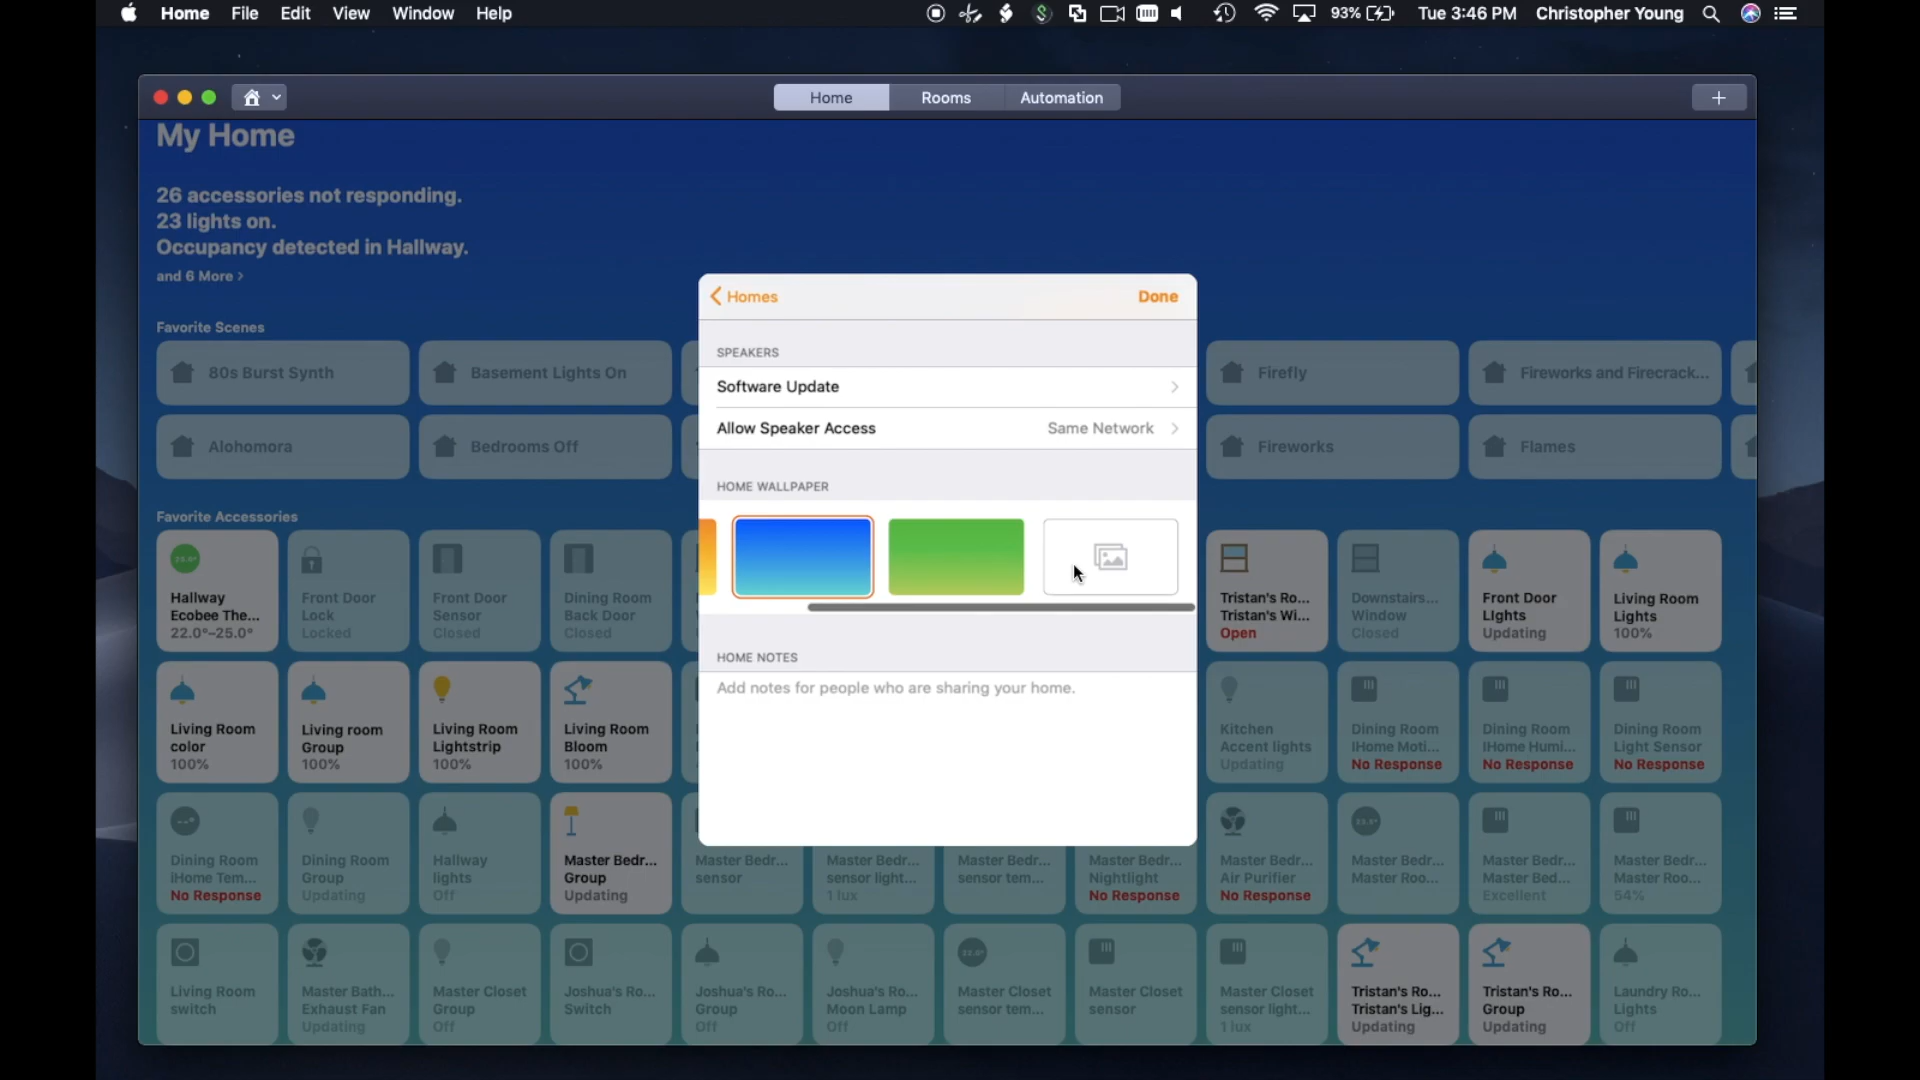 Home File Edit View Window Help
93% Tue 3:46 PM Christopher Young
Home Rooms Automation
My Home
26 accessories not responding.
23 lights on.
Occupancy detected in Hallway.
and 6 More >
Favorite Scenes
80s Burst Synth
Basement Lights On
Firefly
Fireworks and Firecrack...
Alohomora
Bedrooms Off
Fireworks
Flames
Homes
Done
SPEAKERS
Software Update
Allow Speaker Access Same Network
HOME WALLPAPER
HOME NOTES
Add notes for people who are sharing your home.
Favorite Accessories
Hallway
Ecobee The...
22.0°–25.0°
Front Door
Lock
Locked
Front Door
Sensor
Closed
Dining Room
Back Door
Closed
Tristan's Ro...
Tristan's Wi...
Open
Downstairs...
Window
Closed
Front Door
Lights
Updating
Living Room
Lights
100%
Living Room
color
100%
Living room
Group
100%
Living Room
Lightstrip
100%
Living Room
Bloom
100%
Kitchen
Accent lights
Updating
Dining Room
IHome Moti...
No Response
Dining Room
IHome Humi...
No Response
Dining Room
Light Sensor
No Response
Dining Room
iHome Tem...
No Response
Dining Room
Group
Updating
Hallway
lights
Off
Master Bedr...
Group
Updating
Master Bedr...
sensor
Master Bedr...
sensor light...
1 lux
Master Bedr...
sensor tem...
Master Bedr...
Nightlight
No Response
Master Bedr...
Air Purifier
No Response
Master Bedr...
Master Roo...
Master Bedr...
Master Bed...
Excellent
Master Bedr...
Master Roo...
54%
Living Room
switch
Master Bath...
Exhaust Fan
Updating
Master Closet
Group
Off
Joshua's Ro...
Switch
Joshua's Ro...
Group
Off
Joshua's Ro...
Moon Lamp
Off
Master Closet
sensor tem...
Master Closet
sensor
Master Closet
sensor light...
1 lux
Tristan's Ro...
Tristan's Lig...
Updating
Tristan's Ro...
Group
Updating
Laundry Ro...
Lights
Off